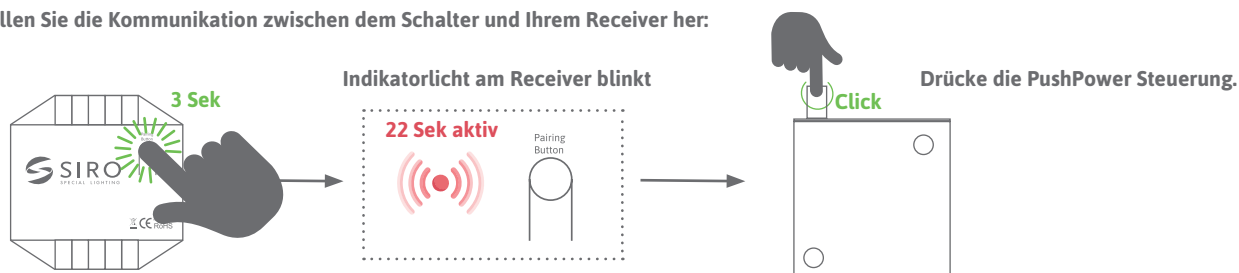 llen Sie die Kommunikation zwischen dem Schalter und Ihrem Receiver her:
3 Sek
SIRO
SPECIAL LIGHTING
CE RoHS
Indikatorlicht am Receiver blinkt
22 Sek aktiv
Pairing
Button
Click
Drücke die PushPower Steuerung.